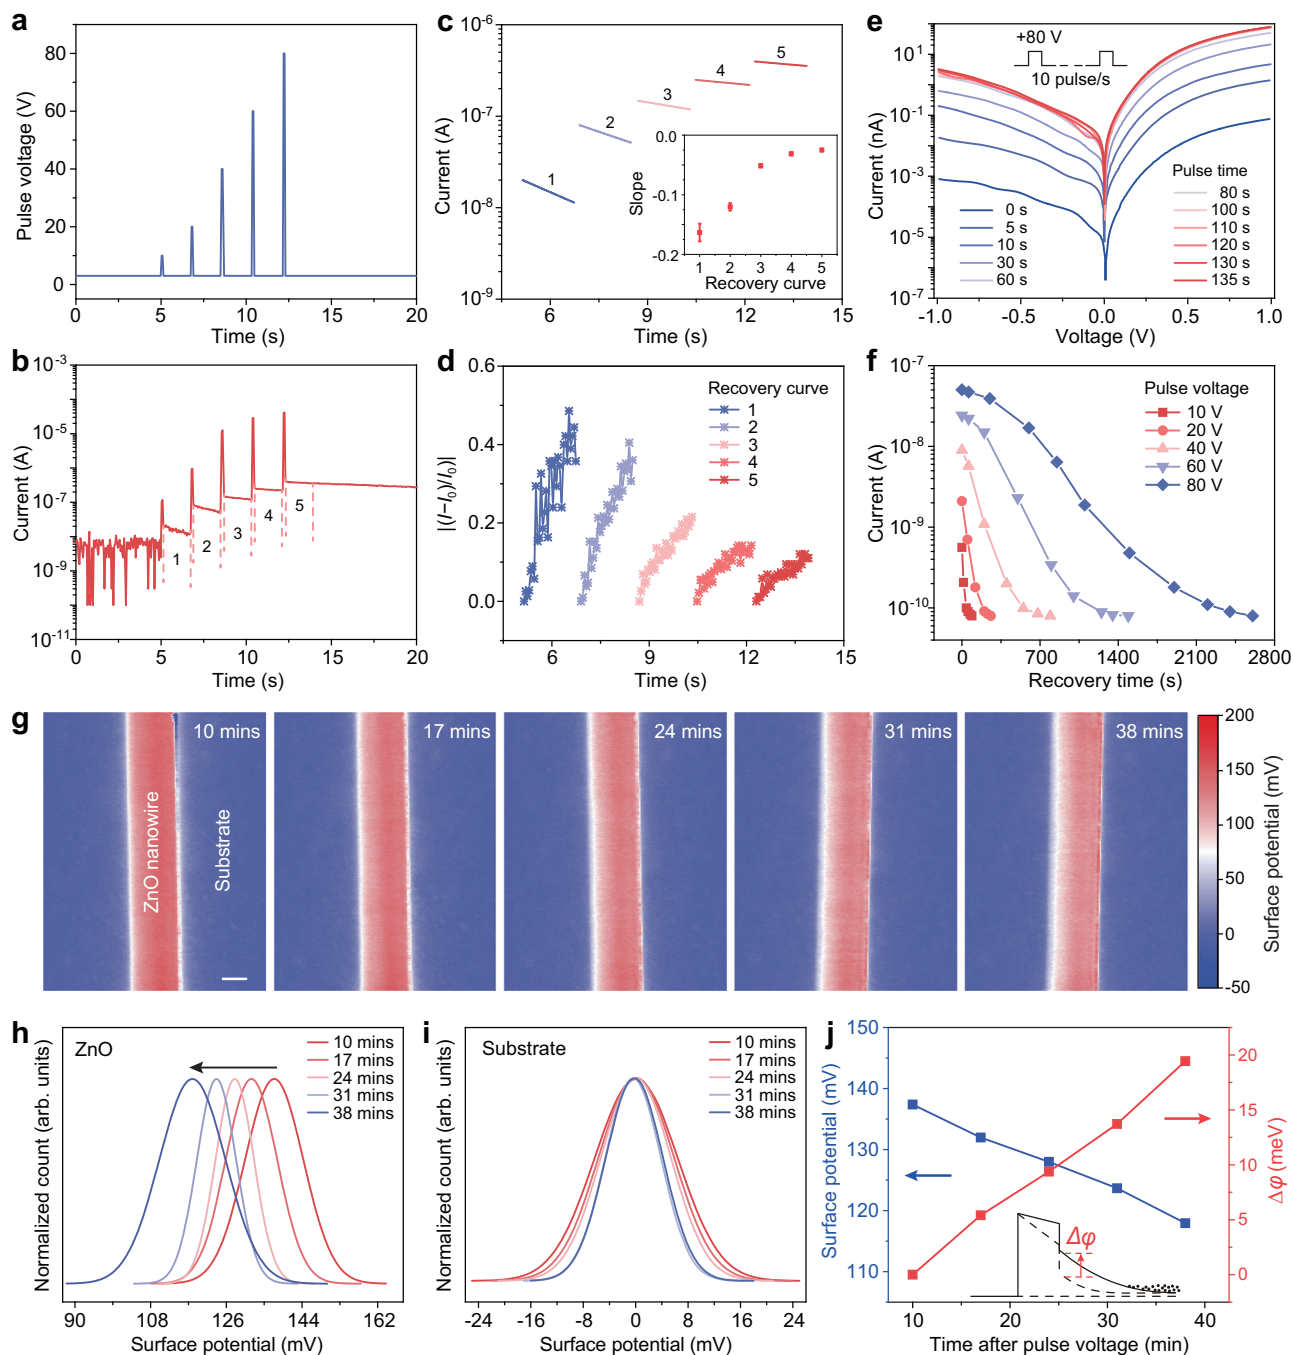 a
80
60
40
20
0
Pulse voltage (V)
0
5
10
15
20
Time (s)
b
10⁻³
10⁻⁵
10⁻⁷
10⁻⁹
10⁻¹¹
Current (A)
1
2
3
4
5
0
5
10
15
20
Time (s)
c
10⁻⁶
10⁻⁷
10⁻⁸
10⁻⁹
Current (A)
1
2
3
4
5
0.0
-0.1
-0.2
Slope
1 2 3 4 5
Recovery curve
6
9
12
15
Time (s)
d
0.6
0.4
0.2
0.0
|(I–I₀)/I₀)|
Recovery curve
1
2
3
4
5
6
9
12
15
Time (s)
e
10¹
10⁻¹
10⁻³
10⁻⁵
10⁻⁷
Current (nA)
+80 V
10 pulse/s
0 s
5 s
10 s
30 s
60 s
Pulse time
80 s
100 s
110 s
120 s
130 s
135 s
-1.0
-0.5
0.0
0.5
1.0
Voltage (V)
f
10⁻⁷
10⁻⁸
10⁻⁹
10⁻¹⁰
Current (A)
Pulse voltage
10 V
20 V
40 V
60 V
80 V
0
700
1400
2100
2800
Recovery time (s)
g
10 mins
ZnO nanowire
Substrate
17 mins
24 mins
31 mins
38 mins
200
150
100
50
0
-50
Surface potential (mV)
h
ZnO
10 mins
17 mins
24 mins
31 mins
38 mins
Normalized count (arb. units)
90
108
126
144
162
Surface potential (mV)
i
Substrate
10 mins
17 mins
24 mins
31 mins
38 mins
Normalized count (arb. units)
-24
-16
-8
0
8
16
24
Surface potential (mV)
j
150
140
130
120
110
Surface potential (mV)
20
15
10
5
0
Δφ (meV)
Δφ
10
20
30
40
Time after pulse voltage (min)